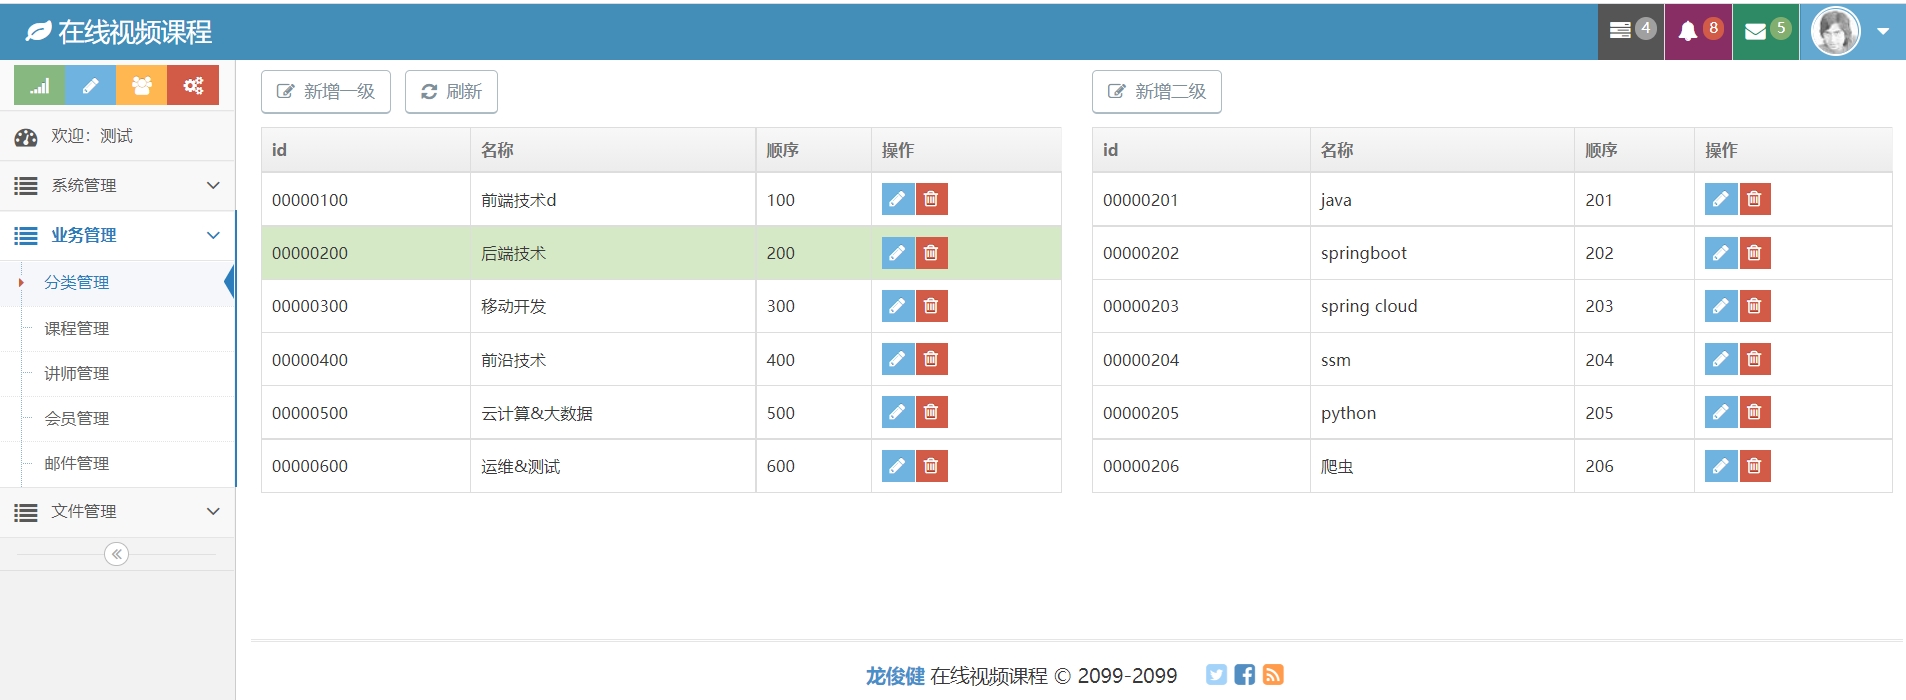 在线视频课程
4
8
5
欢迎：测试
系统管理
业务管理
分类管理
课程管理
讲师管理
会员管理
邮件管理
文件管理
新增一级 刷新
id 名称 顺序 操作
00000100 前端技术d 100
00000200 后端技术 200
00000300 移动开发 300
00000400 前沿技术 400
00000500 云计算&大数据 500
00000600 运维&测试 600
新增二级
id 名称 顺序 操作
00000201 java 201
00000202 springboot 202
00000203 spring cloud 203
00000204 ssm 204
00000205 python 205
00000206 爬虫 206
龙俊健 在线视频课程 © 2099-2099